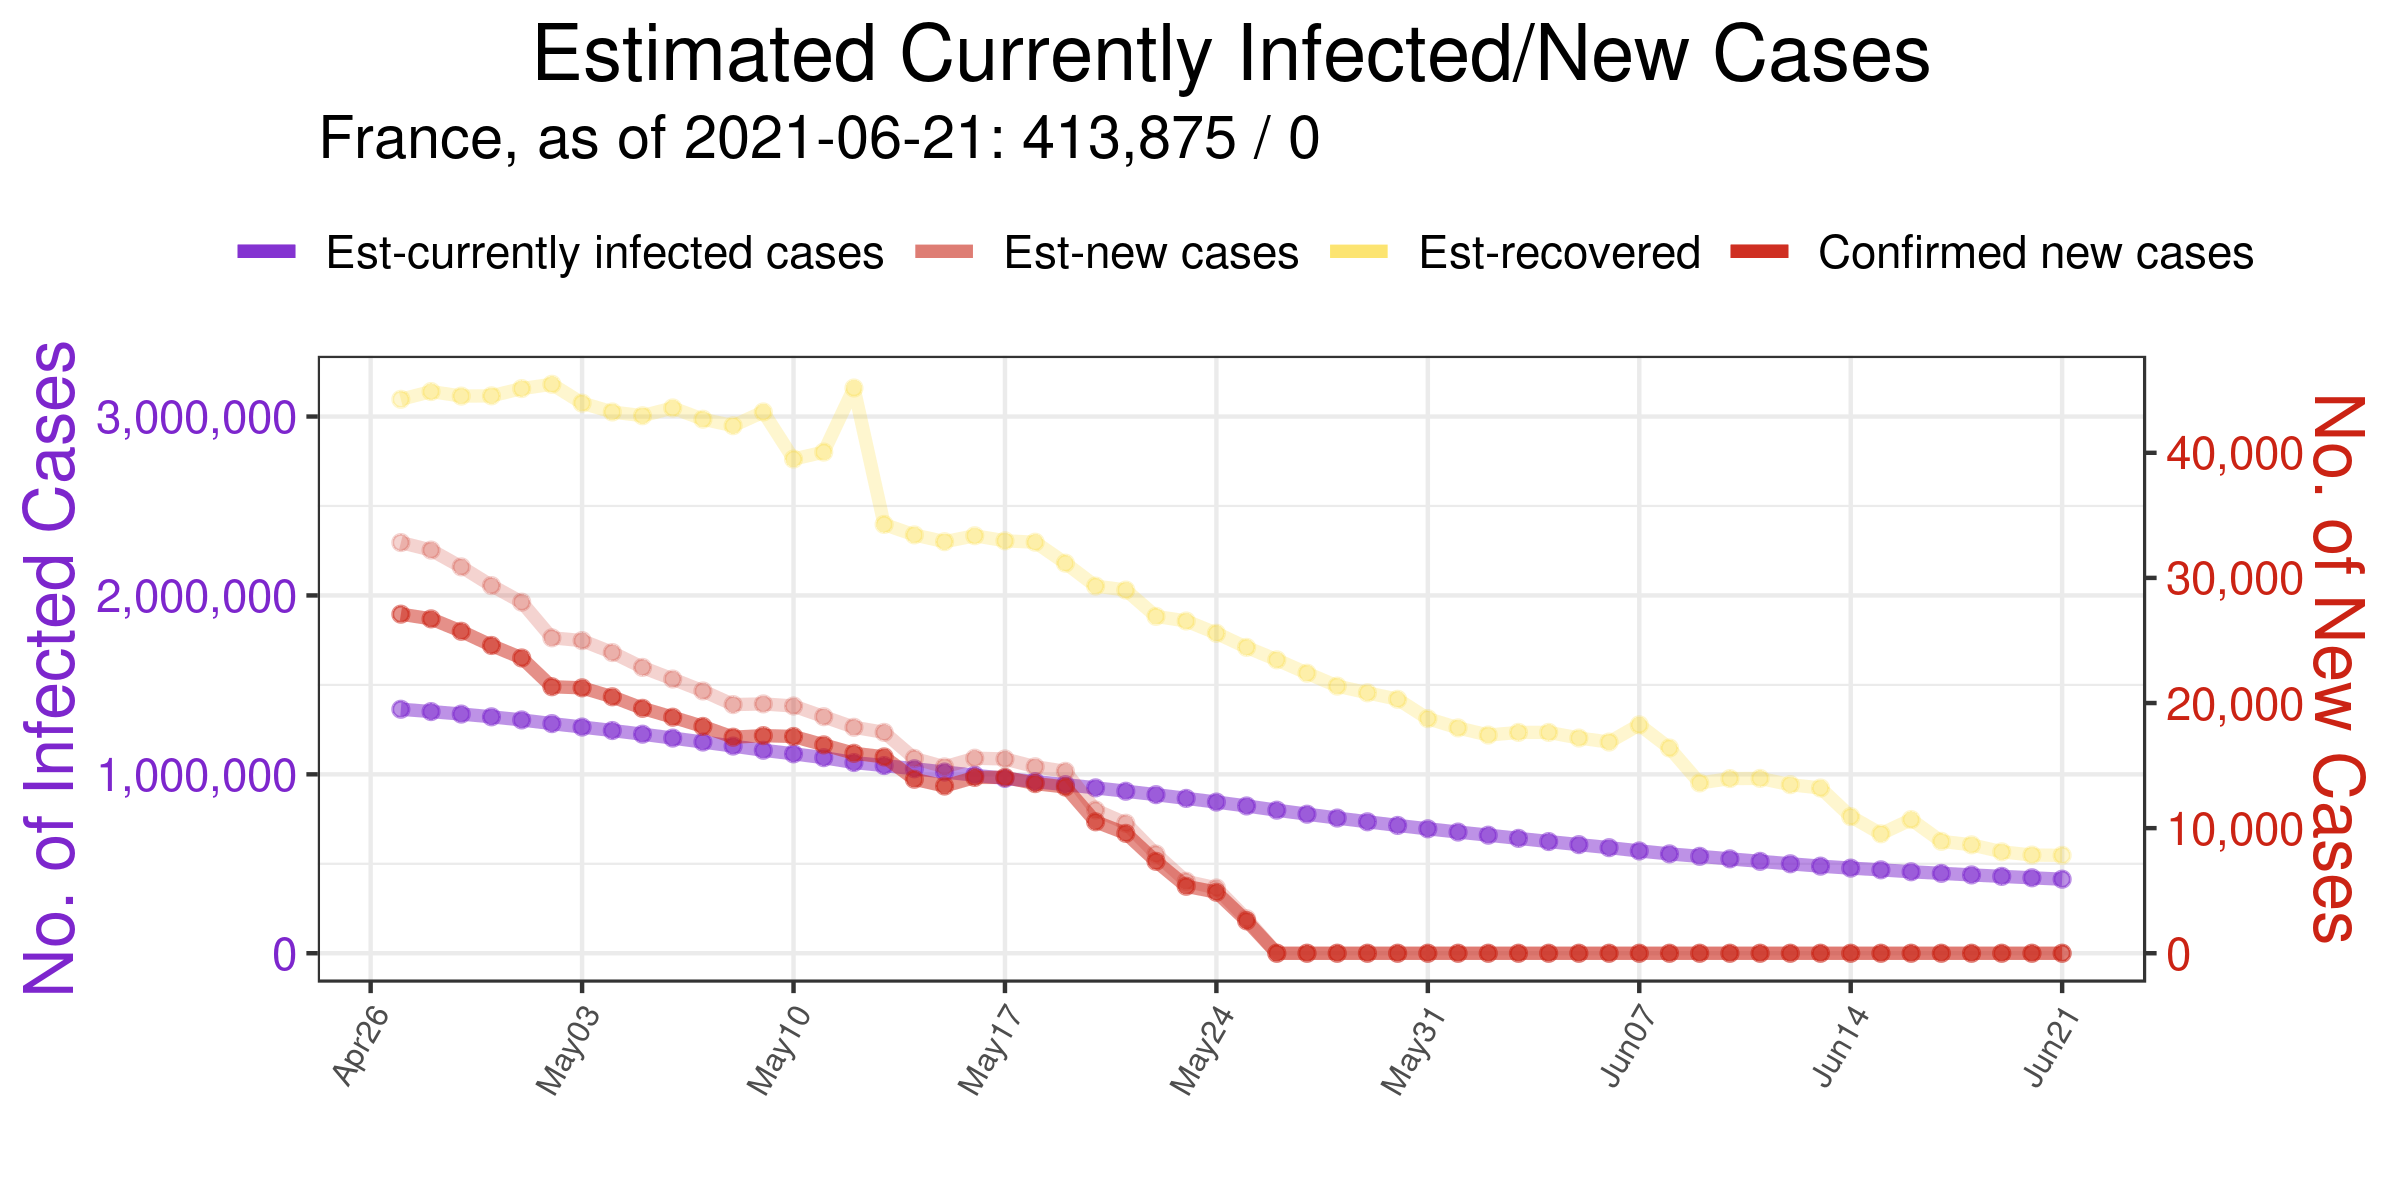 Estimated Currently Infected/New Cases
France, as of 2021-06-21: 413,875 / 0
Est-currently infected cases Est-new cases Est-recovered Confirmed new cases
No. of Infected Cases
3,000,000
2,000,000
1,000,000
0
40,000
30,000
20,000
10,000
0
No. of New Cases
Apr26 May03 May10 May17 May24 May31 Jun07 Jun14 Jun21